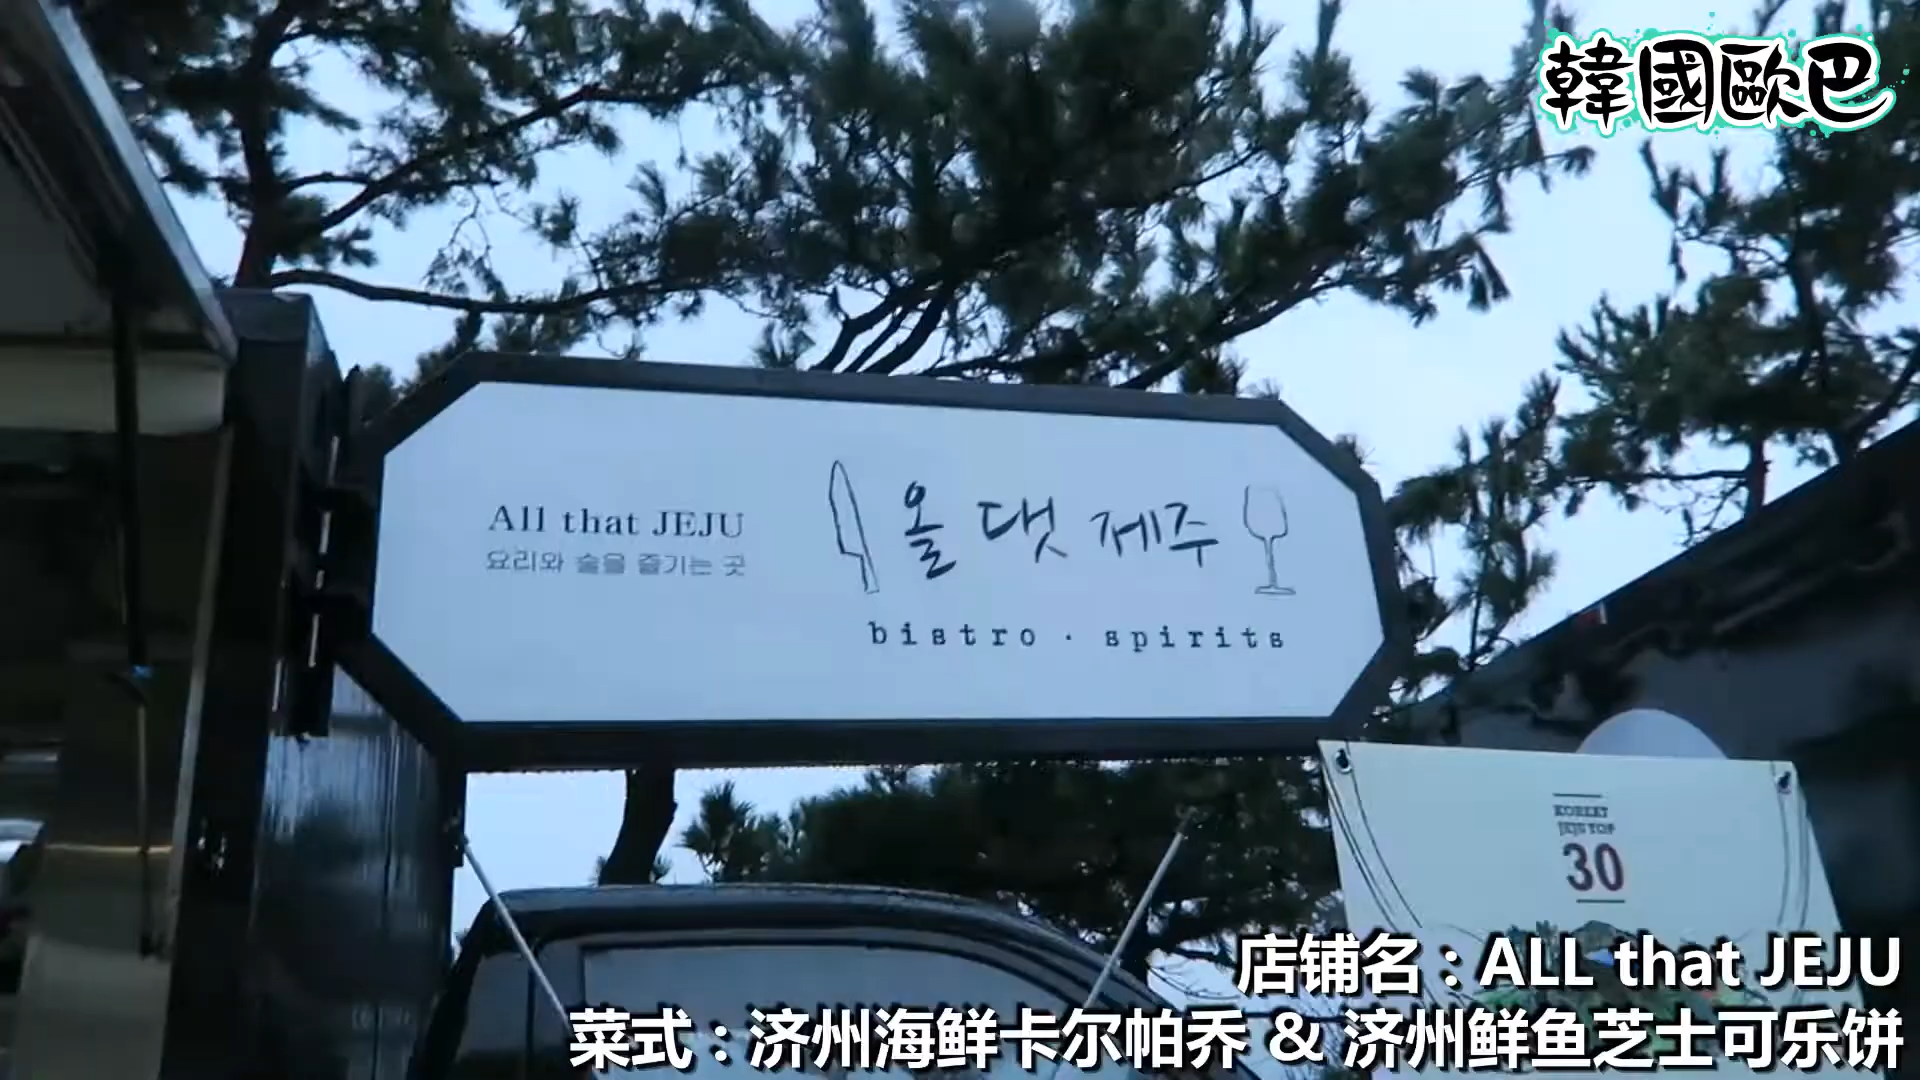 韓國歐巴
All that JEJU
요리와 술을 즐기는 곳
올댓제주
bistro · spirits
KOREAT
JEJU TOP
30
店铺名：ALL that JEJU
菜式：济州海鲜卡尔帕乔 & 济州鲜鱼芝士可乐饼